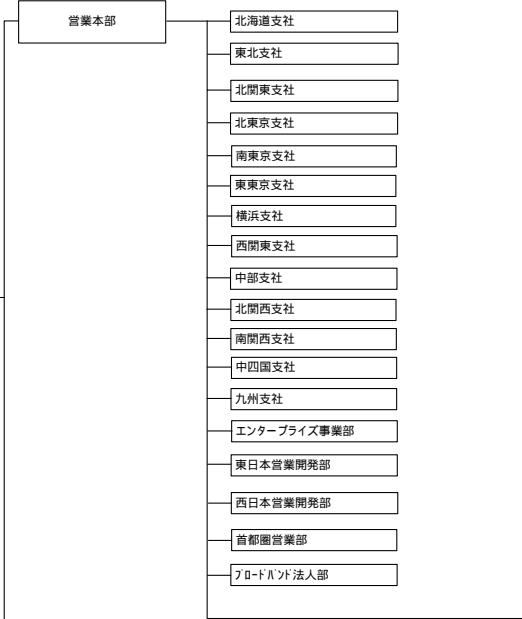 営業本部
北海道支社
東北支社
北関東支社
北東京支社
南東京支社
東東京支社
横浜支社
西関東支社
中部支社
北関西支社
南関西支社
中四国支社
九州支社
エンタープライズ事業部
東日本営業開発部
西日本営業開発部
首都圏営業部
ﾌﾞﾛｰﾄﾞﾊﾞﾝﾄﾞ法人部